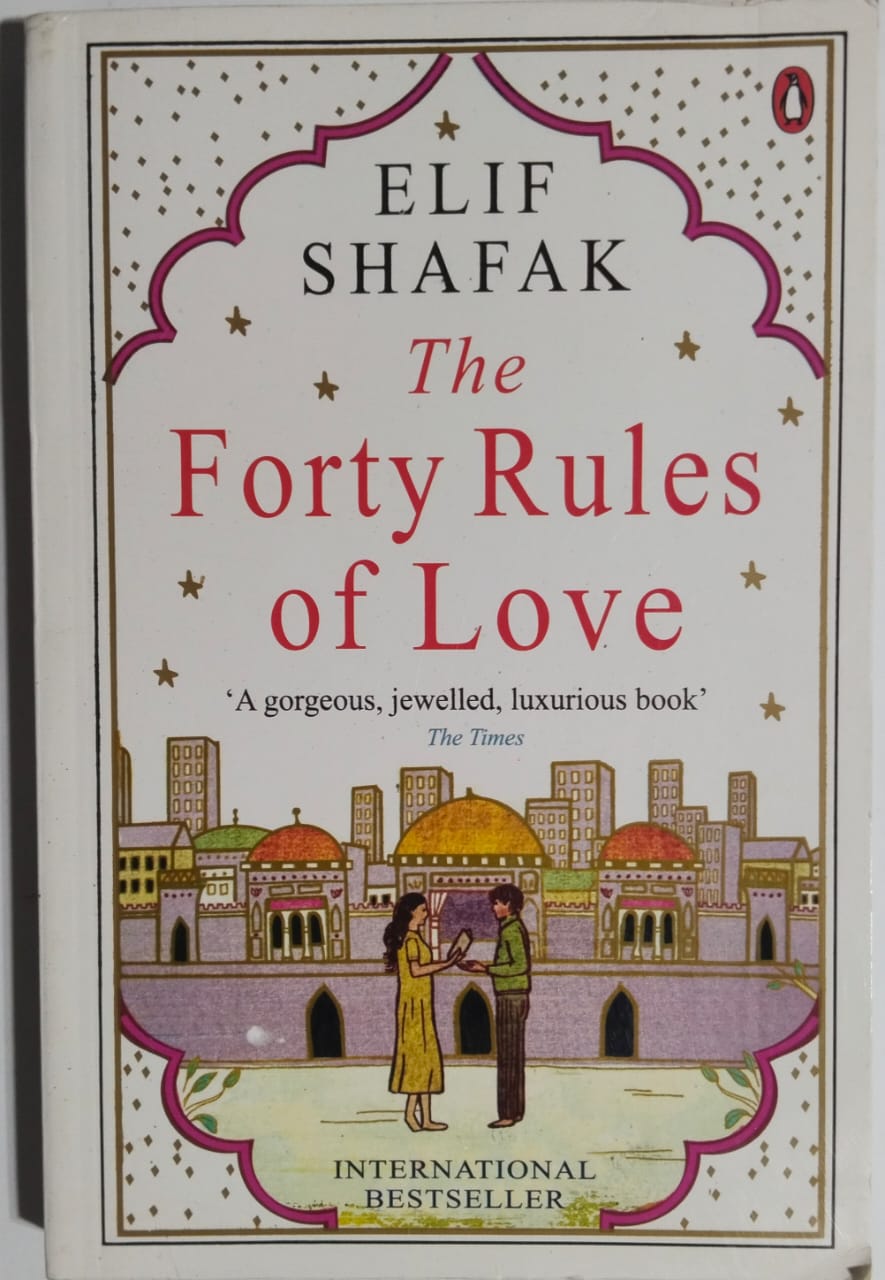 ELIF
SHAFAK
The
Forty Rules
of Love
‘A gorgeous, jewelled, luxurious book’
The Times
INTERNATIONAL
BESTSELLER